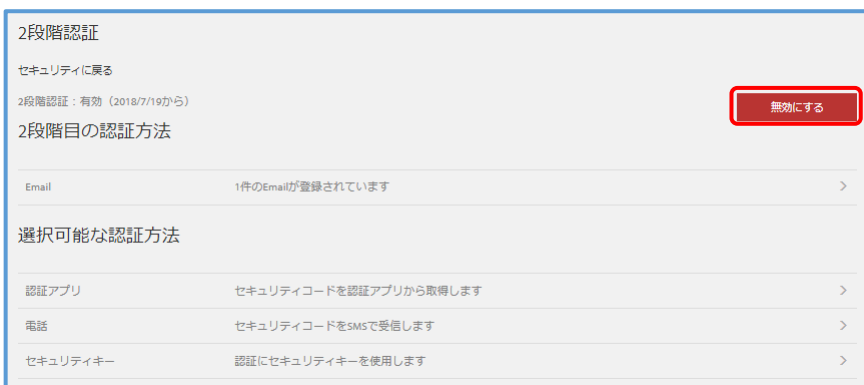 2段階認証
セキュリティに戻る
2段階認証：有効（2018/7/19から）
無効にする
2段階目の認証方法
Email 1件のEmailが登録されています
選択可能な認証方法
認証アプリ セキュリティコードを認証アプリから取得します
電話 セキュリティコードをSMSで受信します
セキュリティキー 認証にセキュリティキーを使用します